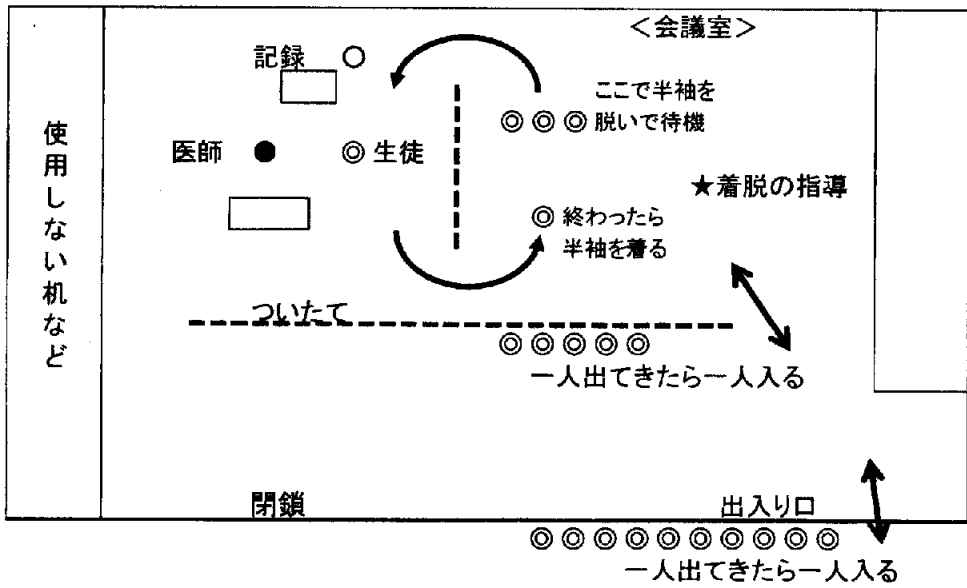 ＜会議室＞
記録
ここで半袖を
脱いで待機
医師
生徒
★着脱の指導
終わったら
半袖を着る
使用しない机など
ついたて
一人出てきたら一人入る
閉鎖
出入り口
一人出てきたら一人入る